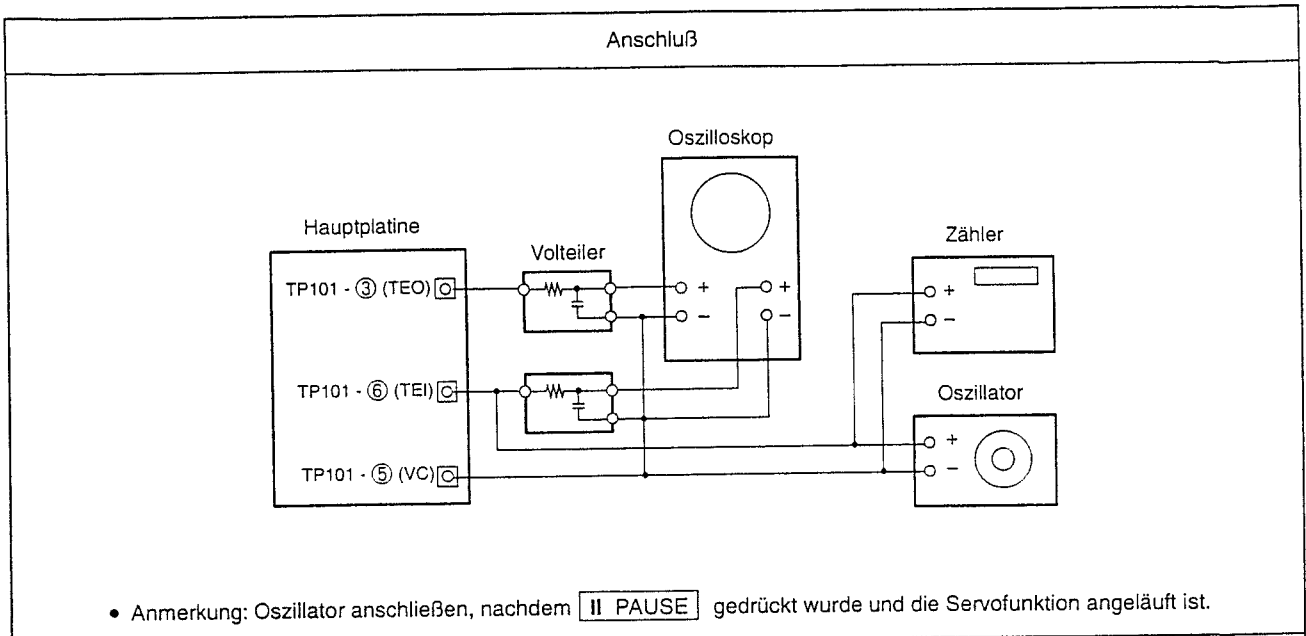 Anschluß
Oszilloskop
Hauptplatine
Volteiler
Zähler
TP101 - ③ (TEO)
+ +
− −
+
−
TP101 - ⑥ (TEI)
Oszillator
+
−
TP101 - ⑤ (VC)
• Anmerkung: Oszillator anschließen, nachdem II PAUSE gedrückt wurde und die Servofunktion angeläuft ist.